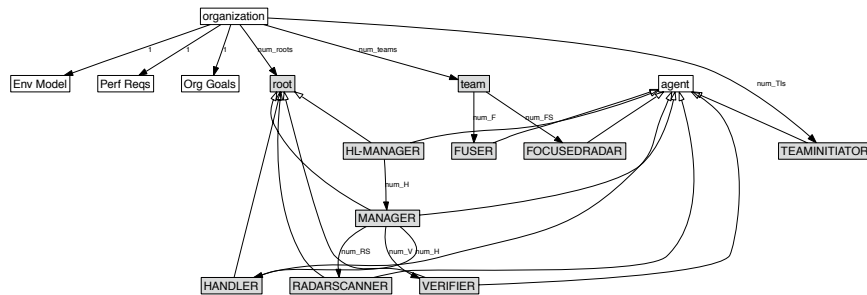 organization
1
1
1
num_roots
num_teams
num_TIs
Env Model
Perf Reqs
Org Goals
root
team
agent
num_F
num_FS
HL-MANAGER
FUSER
FOCUSEDRADAR
TEAMINITIATOR
num_H
MANAGER
num_RS
num_V
num_H
HANDLER
RADARSCANNER
VERIFIER